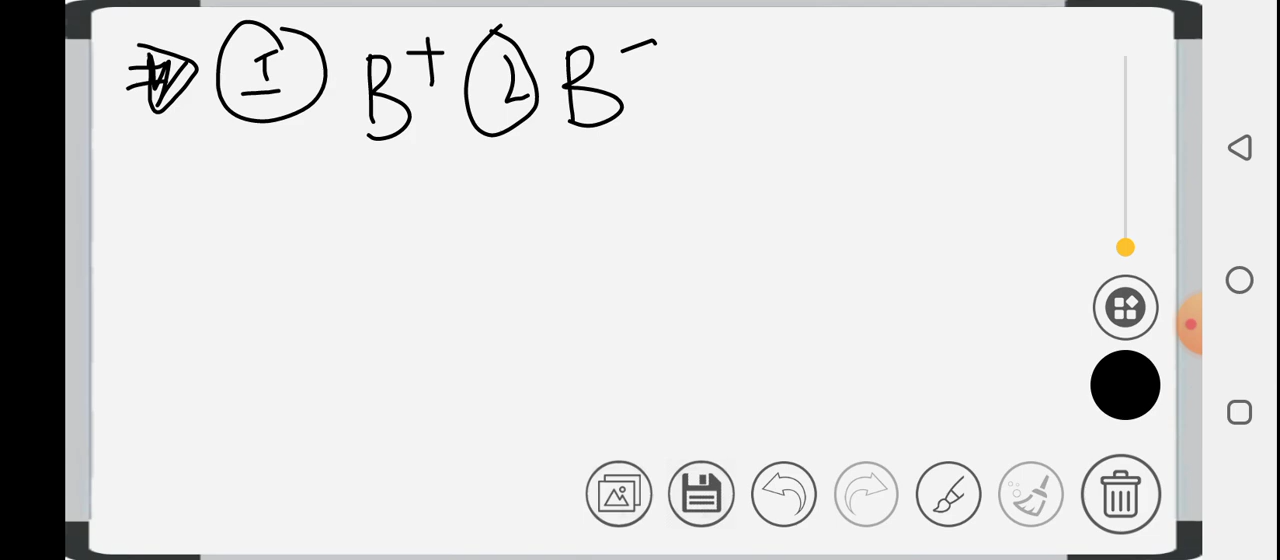 ⇒ ① B⁺ ② B⁻